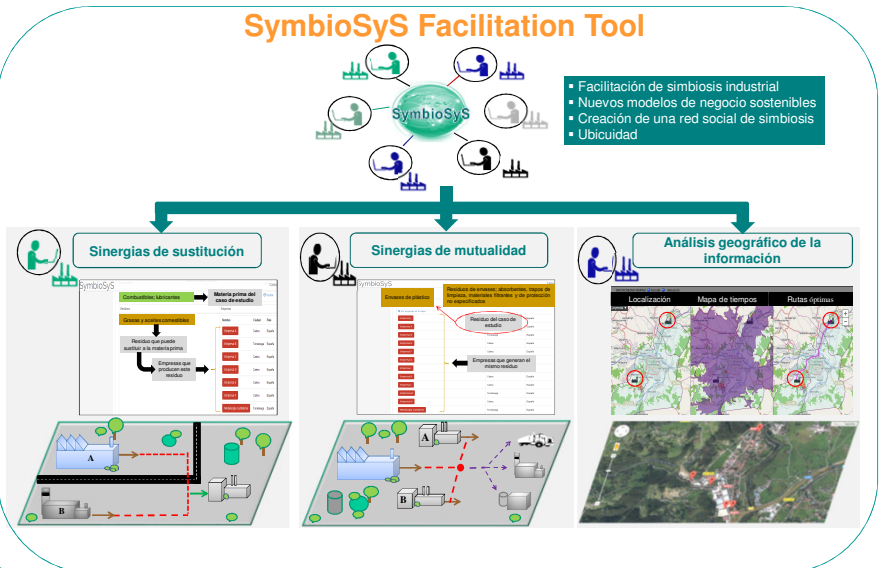 SymbioSyS Facilitation Tool
SymbioSyS
▪ Facilitación de simbiosis industrial
▪ Nuevos modelos de negocio sostenibles
▪ Creación de una red social de simbiosis
▪ Ubicuidad
Sinergias de sustitución
SymbioSyS
Combustibles; lubricantes
Materia prima del
caso de estudio
Grasas y aceites comestibles
Residuo que puede
sustituir a la materia prima
Empresas que
producen este
residuo
A
B
Sinergias de mutualidad
SymbioSyS
Envases de plástico
Residuos de envases; absorbentes, trapos de
limpieza, materiales filtrantes y de protección
no especificados
Residuo del caso de
estudio
Empresas que generan el
mismo residuo
A
B
Análisis geográfico de la
información
Localización
Mapa de tiempos
Rutas óptimas